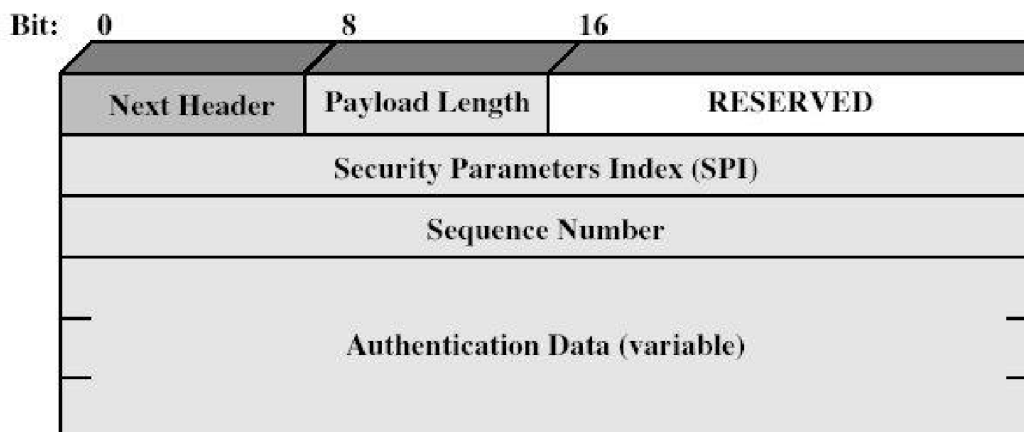 Bit: 0 8 16
Next Header Payload Length RESERVED
Security Parameters Index (SPI)
Sequence Number
Authentication Data (variable)